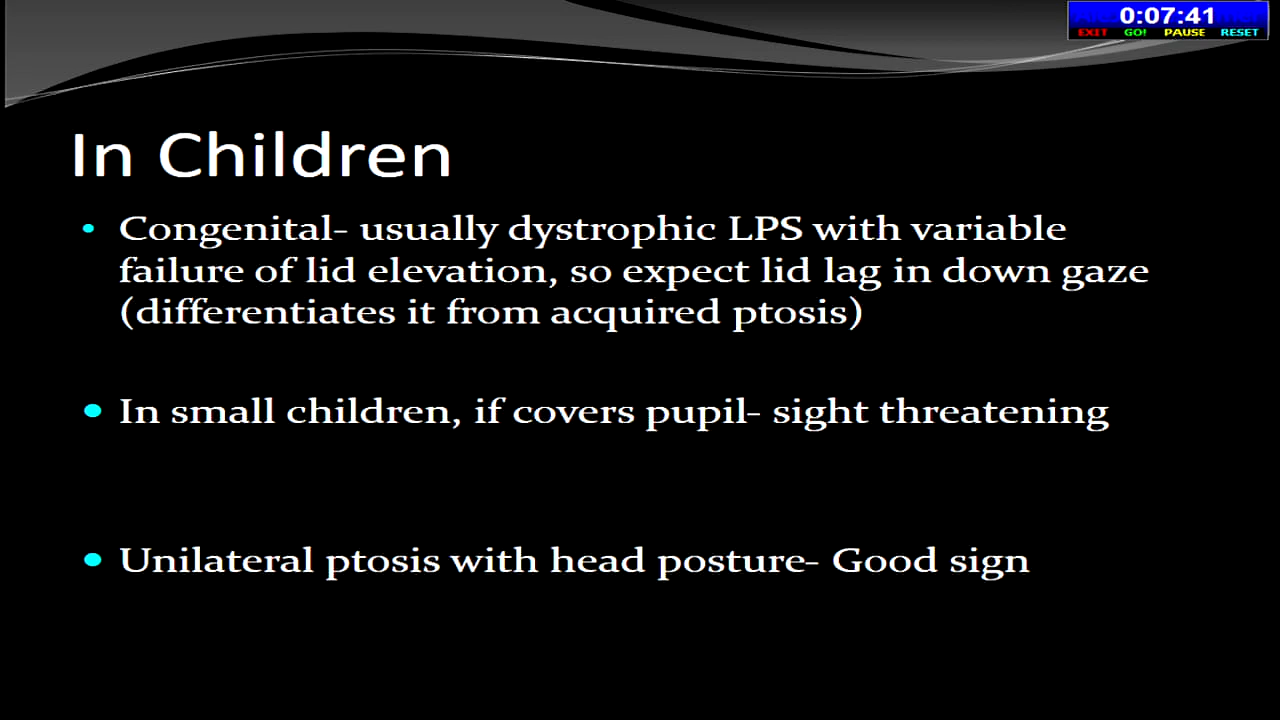 0:07:41
EXIT GO! PAUSE RESET
In Children
• Congenital- usually dystrophic LPS with variable
failure of lid elevation, so expect lid lag in down gaze
(differentiates it from acquired ptosis)
• In small children, if covers pupil- sight threatening
• Unilateral ptosis with head posture- Good sign